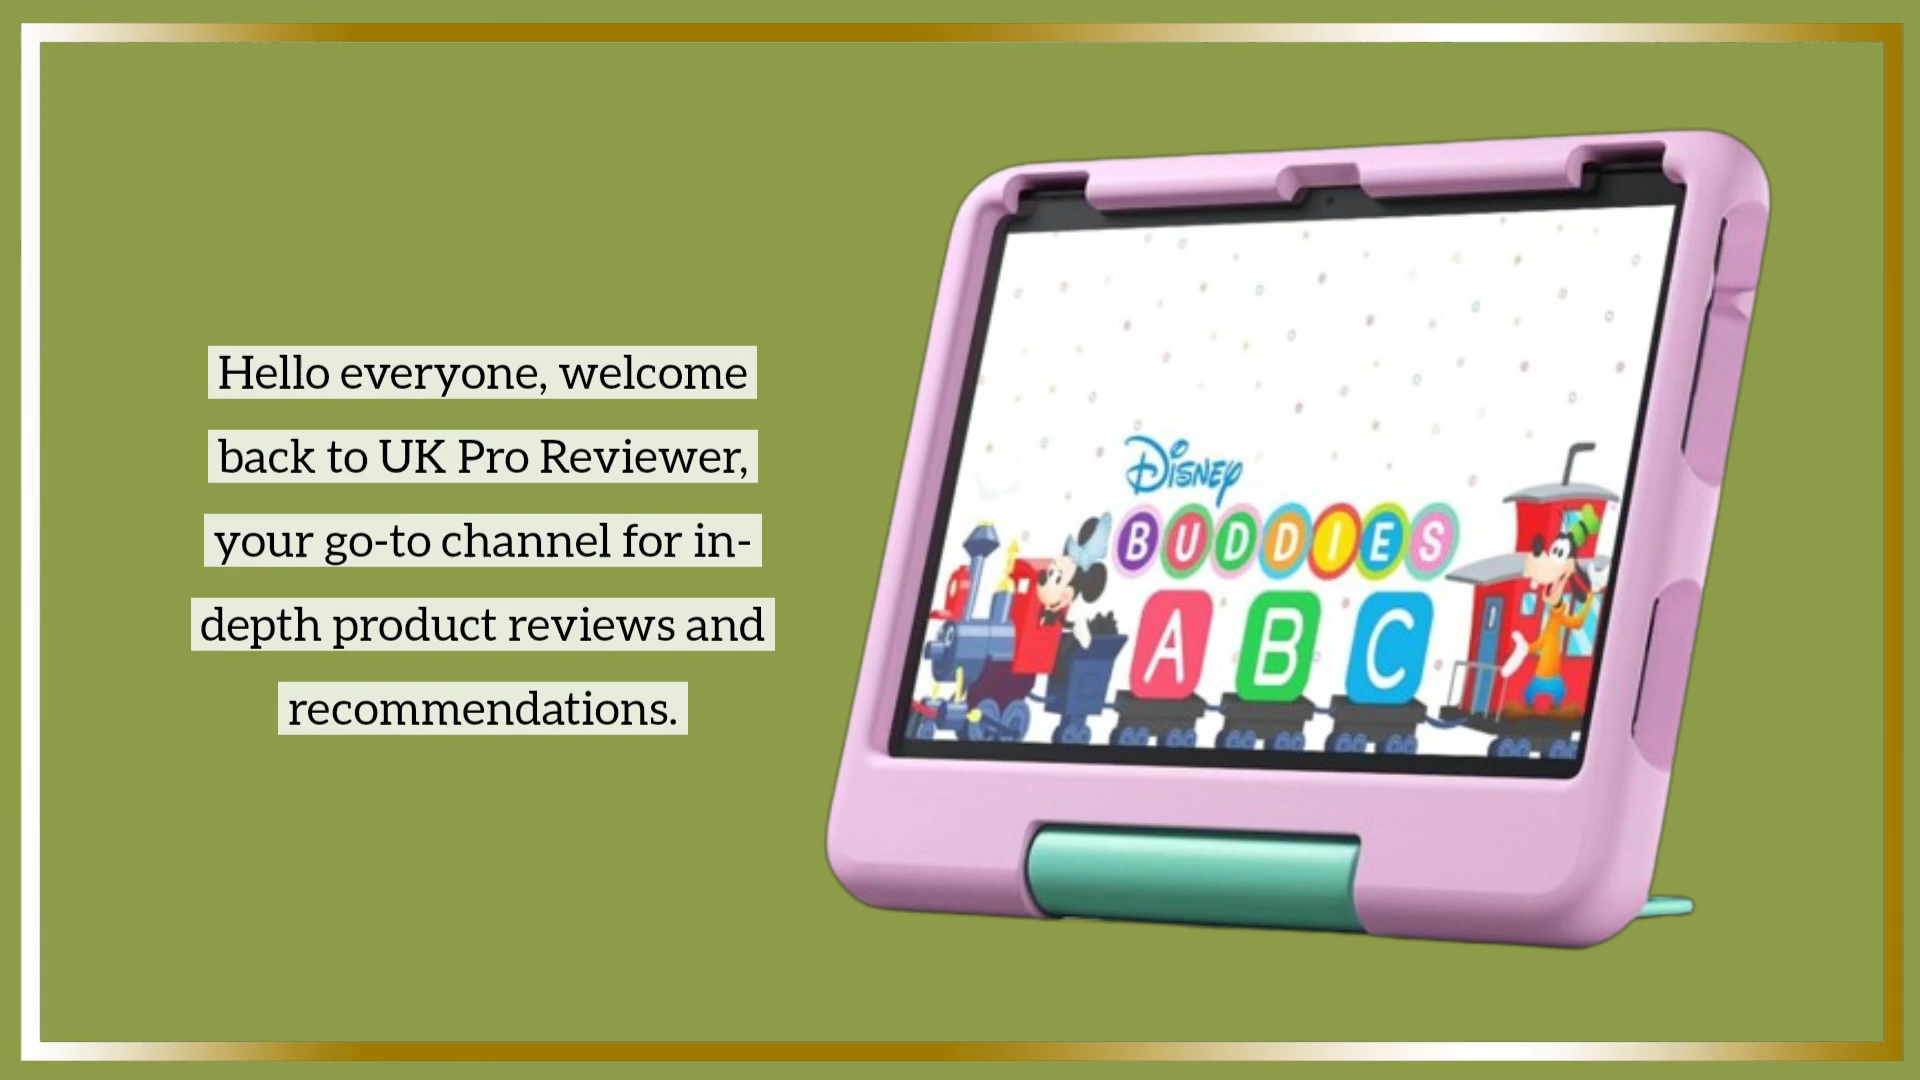 Hello everyone, welcome
back to UK Pro Reviewer,
your go-to channel for in-
depth product reviews and
recommendations.
Disney
BUDDIES
A B C